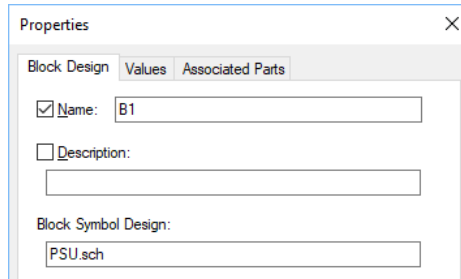 Properties
Block Design Values Associated Parts
Name: B1
Description:
Block Symbol Design:
PSU.sch